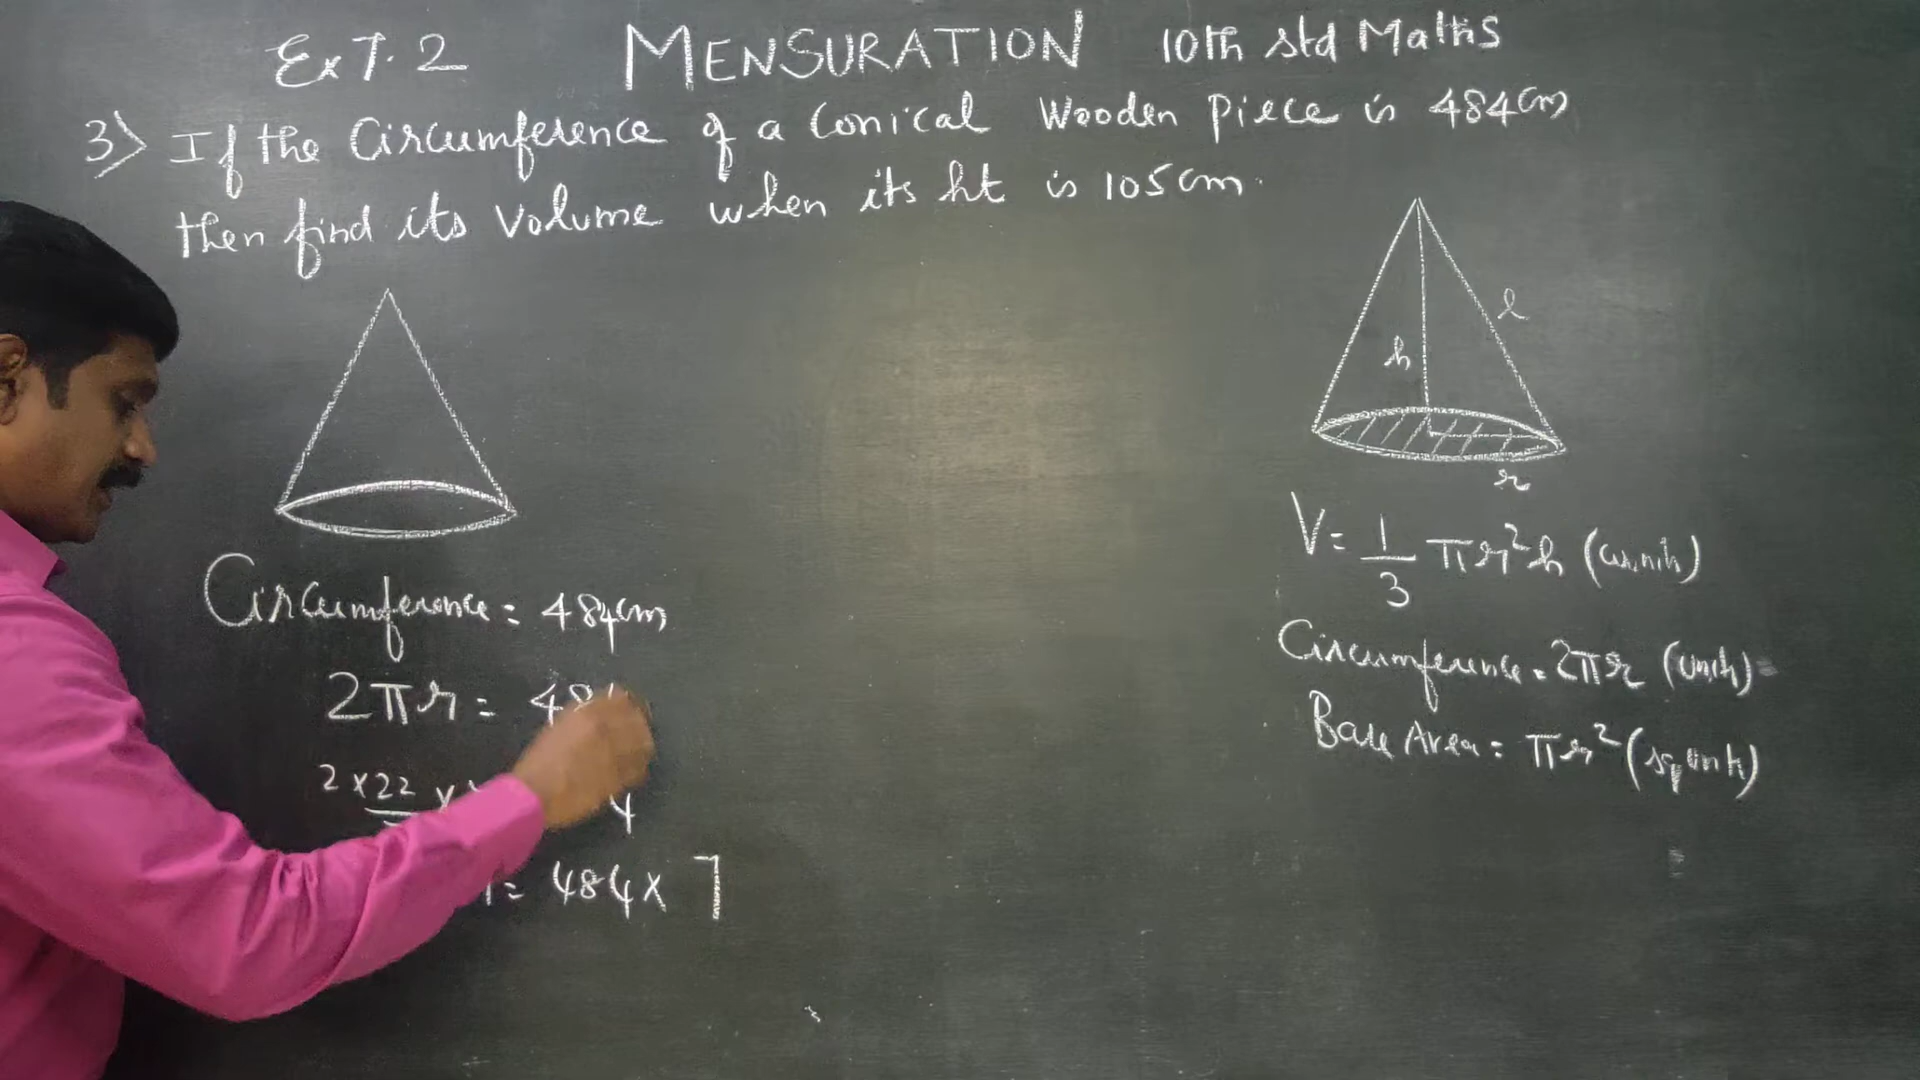 Ex 7.2 MENSURATION 10th std Maths
3) If the Circumference of a Conical Wooden Piece is 484cm
then find its Volume when its ht is 105cm.
l
h
r
Circumference = 484cm
2πr = 48
2 × 22 ×
= 484 × 7
V = 1/3 πr²h
Circumference = 2πr (units)
Base Area = πr² (sq units)